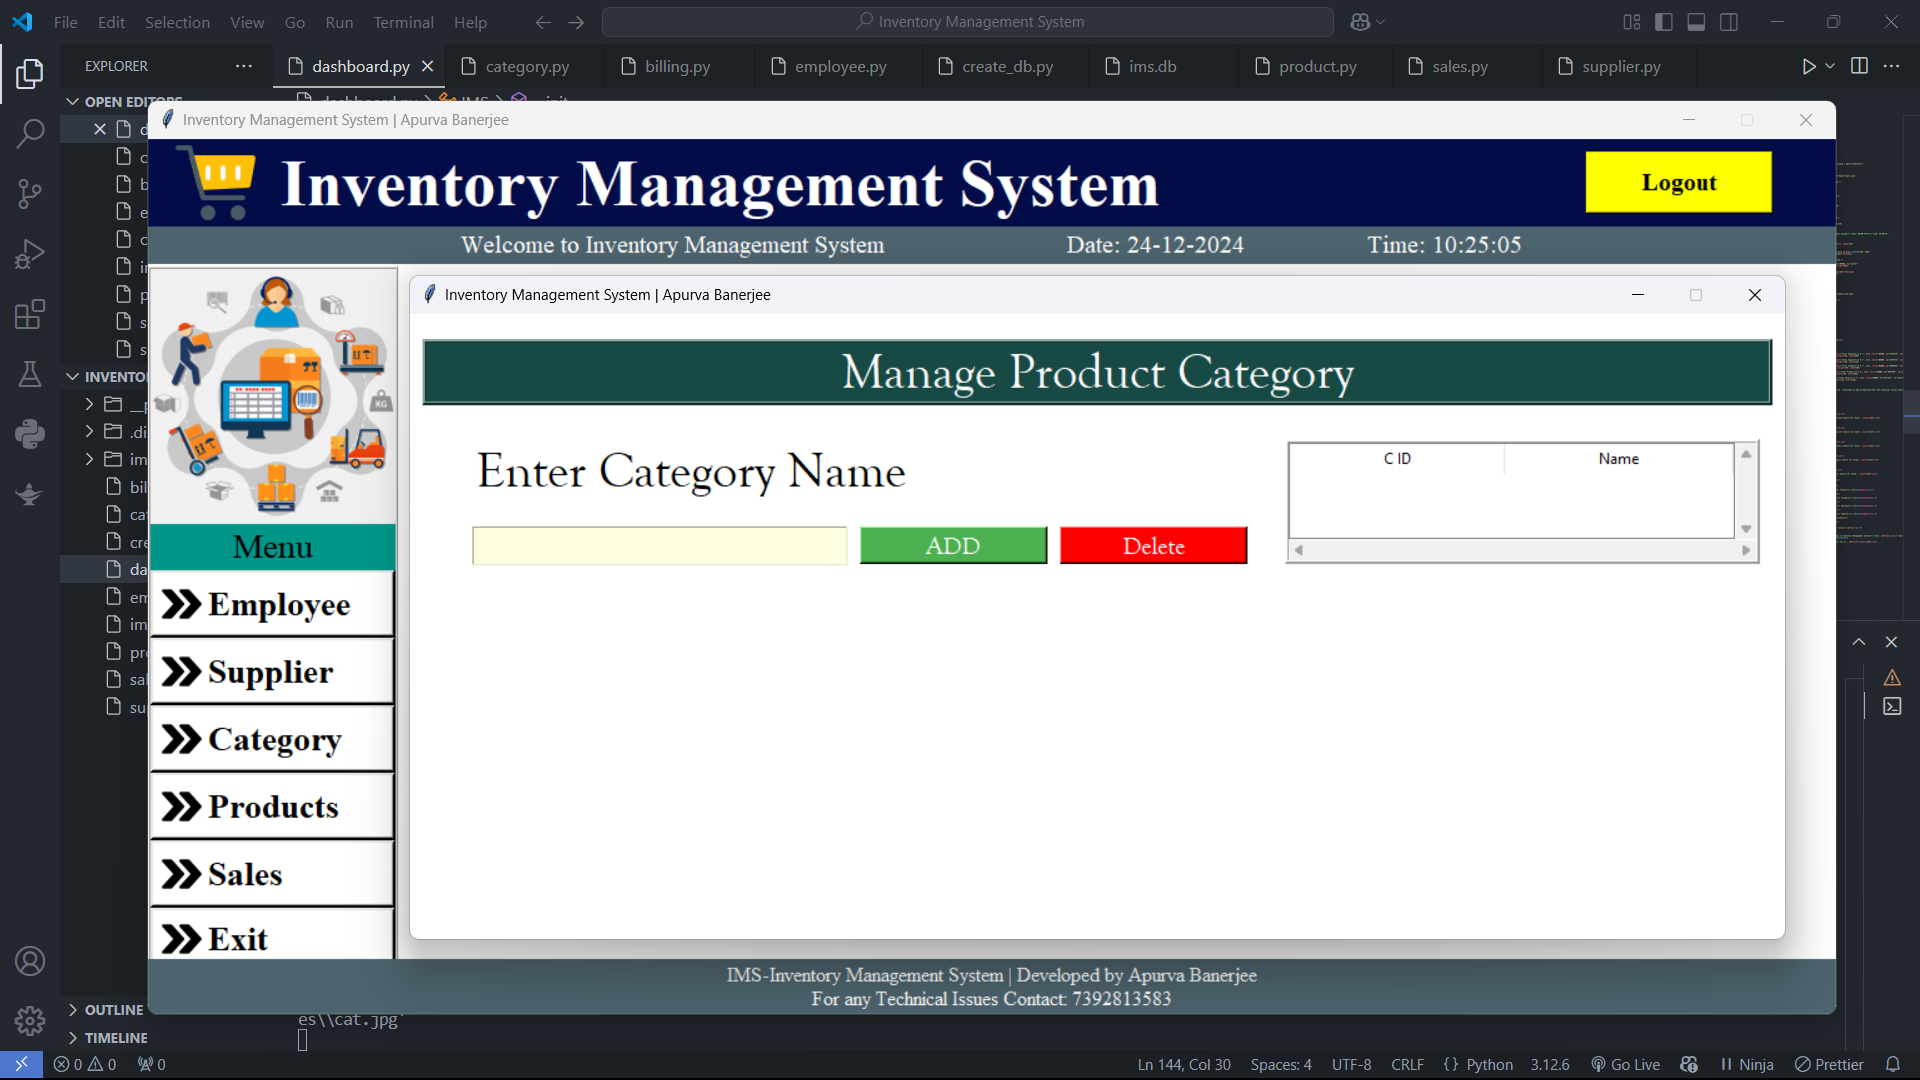 File Edit Selection View Go Run Terminal Help
Inventory Management System
EXPLORER
dashboard.py category.py billing.py employee.py create_db.py ims.db product.py sales.py supplier.py
OPEN EDITORS
Inventory Management System | Apurva Banerjee
Inventory Management System
Logout
Welcome to Inventory Management System Date: 24-12-2024 Time: 10:25:05
Inventory Management System | Apurva Banerjee
Manage Product Category
Enter Category Name
C ID Name
ADD Delete
KG
Menu
Employee
Supplier
Category
Products
Sales
Exit
IMS-Inventory Management System | Developed by Apurva Banerjee
For any Technical Issues Contact: 7392813583
OUTLINE
es\\cat.jpg'
TIMELINE
0 0 0 Ln 144, Col 30 Spaces: 4 UTF-8 CRLF {} Python 3.12.6 Go Live Ninja Prettier